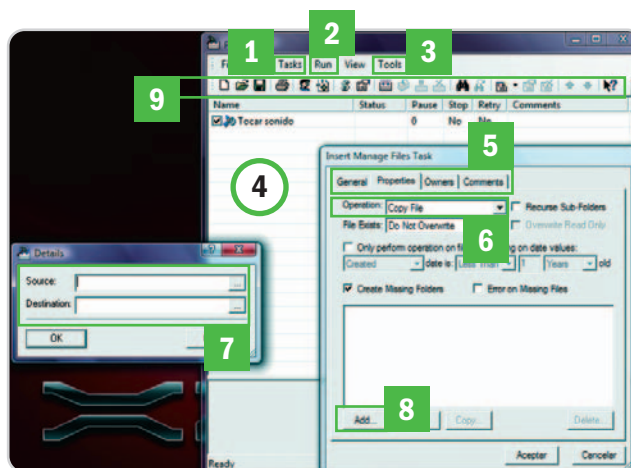 1
2
3
Tasks Run View Tools
9
Name Status Pause Stop Retry Comments
Tocar sonido 0 No No
4
Insert Manage Files Task
5
General Properties Owners Comments
Operation: Copy File Recurse Sub-Folders
File Exists: Do Not Overwrite Overwrite Read Only
6
Only perform operation on on date values:
Created date is: Less Than 1 Years old
Create Missing Folders Error on Missing Files
Details
Source: ...
Destination: ...
OK
7
8
Add... Copy... Delete...
Aceptar Cancelar
Ready